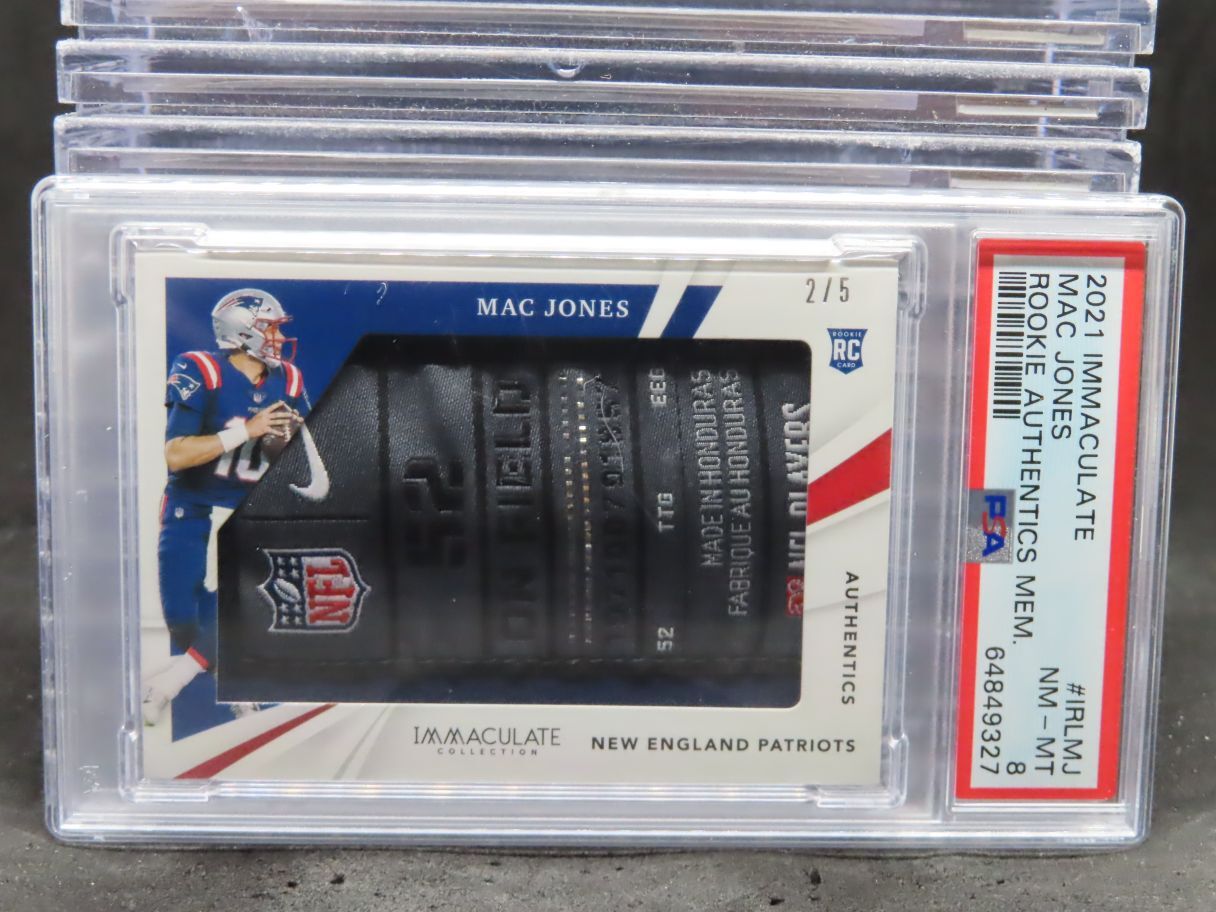 MAC JONES
2/5
ROOKIE
RC
CARD
10
NFL
52
ON FIELD
52 TTG
MADE IN HONDURAS
FABRIQUE AU HONDURAS
NFL PLAYERS
AUTHENTICS
IMMACULATE
COLLECTION
NEW ENGLAND PATRIOTS
2021 IMMACULATE #IRLMJ
MAC JONES NM - MT
ROOKIE AUTHENTICS MEM. 8
PSA 64849327